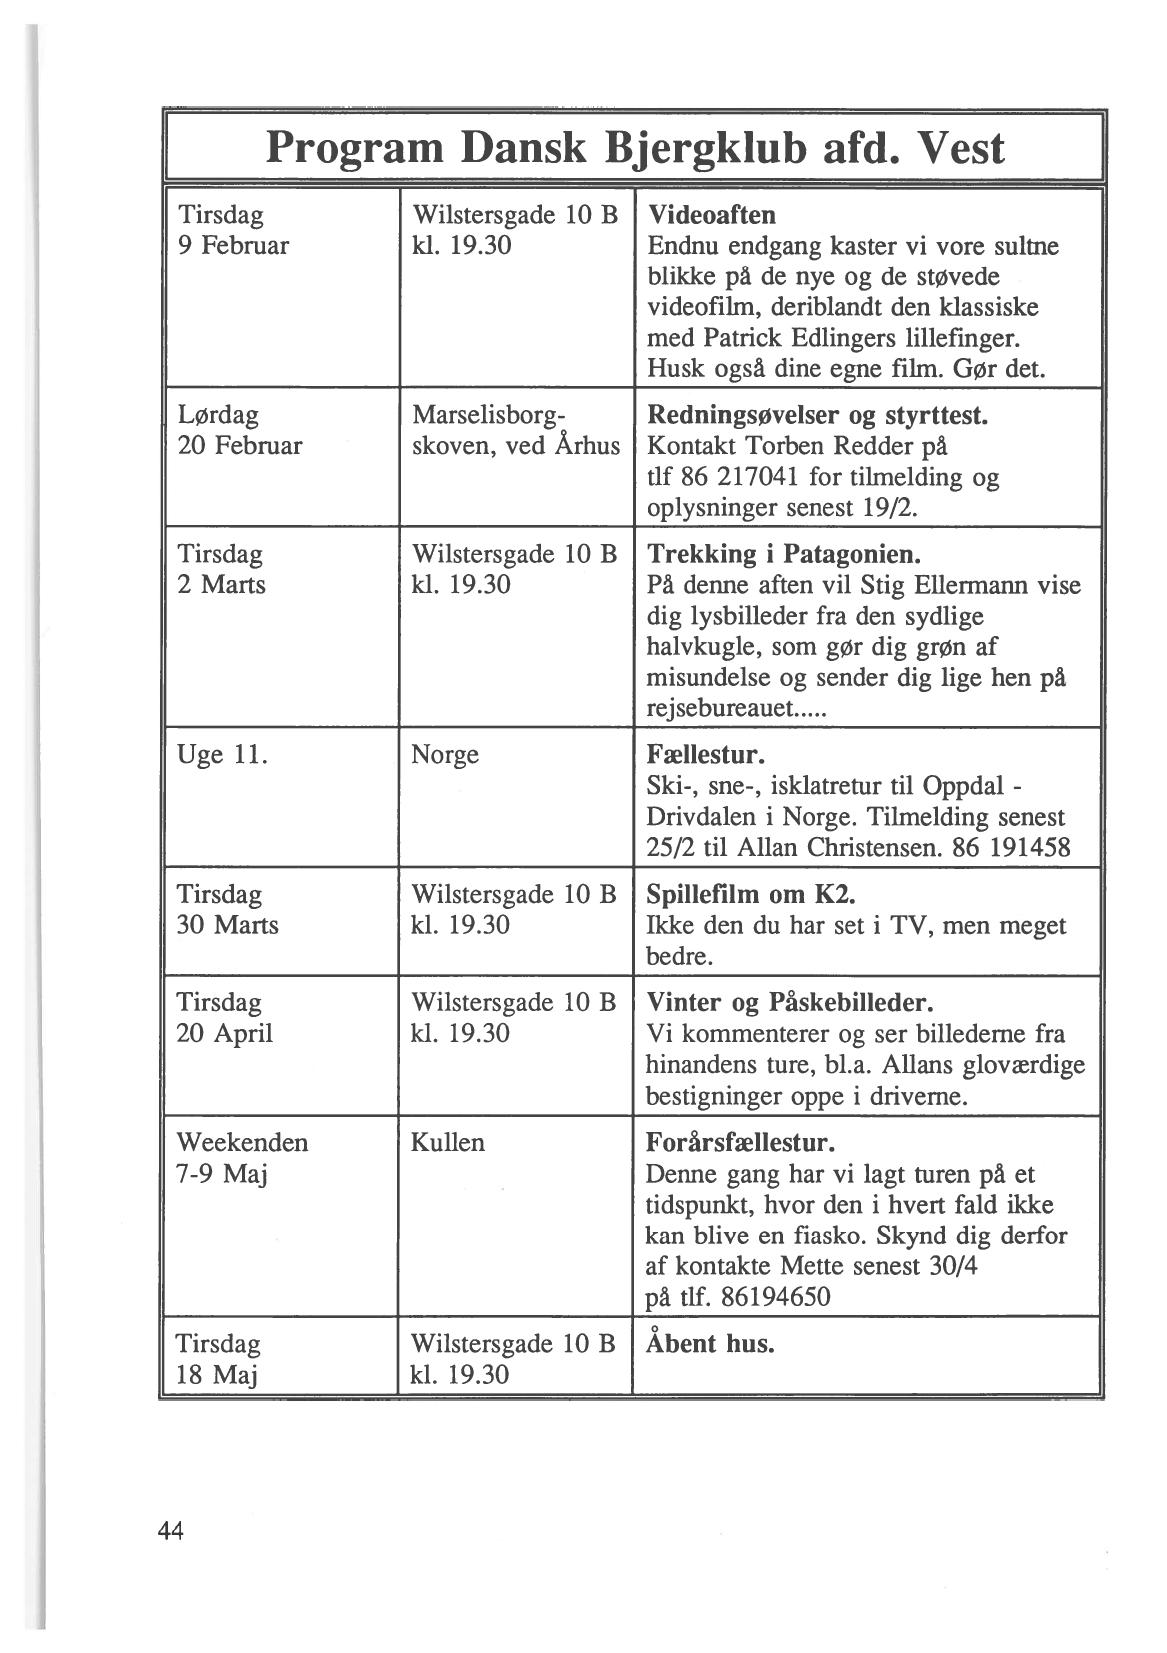 Program Dansk Bjergklub afd. Vest
Tirsdag
9 Februar
Wilstersgade 10 B
kl. 19.30
Videoaften
Endnu endgang kaster vi vore sultne
blikke på de nye og de støvede
videofilm, deriblandt den klassiske
med Patrick Edlingers lillefinger.
Husk også dine egne film. Gør det.
Lørdag
20 Februar
Marselisborg-
skoven, ved Århus
Redningsøvelser og styrttest.
Kontakt Torben Redder på
tlf 86 217041 for tilmelding og
oplysninger senest 19/2.
Tirsdag
2 Marts
Wilstersgade 10 B
kl. 19.30
Trekking i Patagonien.
På denne aften vil Stig Ellermann vise
dig lysbilleder fra den sydlige
halvkugle, som gør dig grøn af
misundelse og sender dig lige hen på
rejsebureauet.....
Uge 11.
Norge
Fællestur.
Ski-, sne-, isklatretur til Oppdal -
Drivdalen i Norge. Tilmelding senest
25/2 til Allan Christensen. 86 191458
Tirsdag
30 Marts
Wilstersgade 10 B
kl. 19.30
Spillefilm om K2.
Ikke den du har set i TV, men meget
bedre.
Tirsdag
20 April
Wilstersgade 10 B
kl. 19.30
Vinter og Påskebilleder.
Vi kommenterer og ser billederne fra
hinandens ture, bl.a. Allans gloværdige
bestigninger oppe i driverne.
Weekenden
7-9 Maj
Kullen
Forårsfællestur.
Denne gang har vi lagt turen på et
tidspunkt, hvor den i hvert fald ikke
kan blive en fiasko. Skynd dig derfor
af kontakte Mette senest 30/4
på tlf. 86194650
Tirsdag
18 Maj
Wilstersgade 10 B
kl. 19.30
Åbent hus.
44